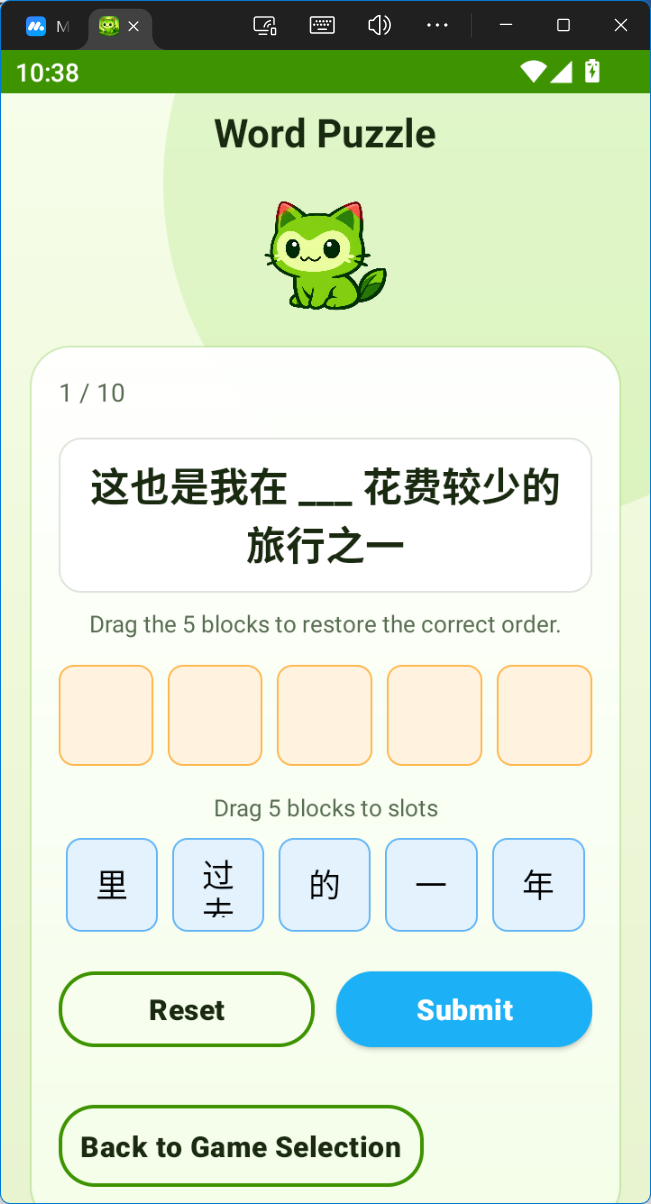 M
10:38
Word Puzzle
1 / 10
这也是我在 ___ 花费较少的
旅行之一
Drag the 5 blocks to restore the correct order.
Drag 5 blocks to slots
里 过去 的 一 年
Reset Submit
Back to Game Selection